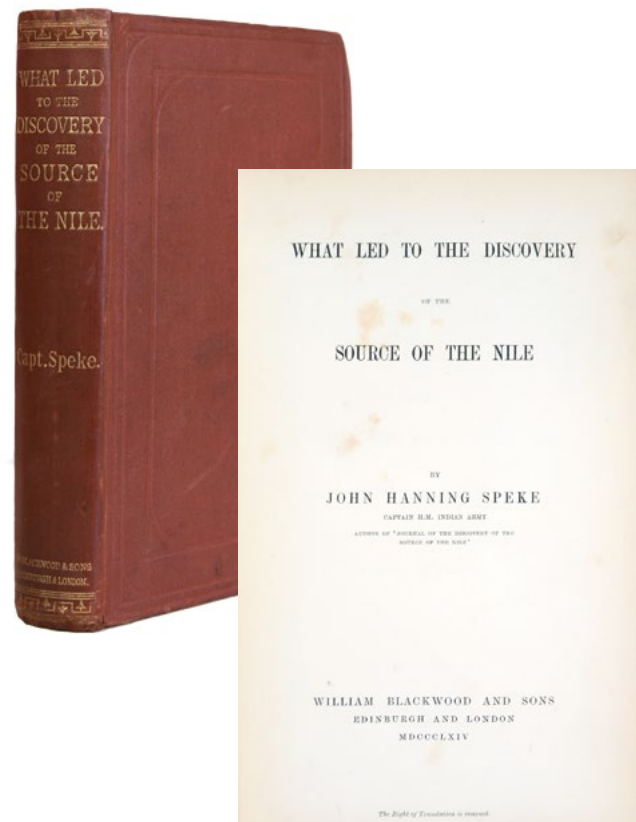 WHAT LED
TO THE
DISCOVERY
OF THE
SOURCE
OF
THE NILE.
Capt. Speke.
BLACKWOOD & SONS
EDINBURGH & LONDON.
WHAT LED TO THE DISCOVERY
OF THE
SOURCE OF THE NILE
BY
JOHN HANNING SPEKE
CAPTAIN H.M. INDIAN ARMY
AUTHOR OF "JOURNAL OF THE DISCOVERY OF THE
SOURCE OF THE NILE"
WILLIAM BLACKWOOD AND SONS
EDINBURGH AND LONDON
MDCCCLXIV
The Right of Translation is reserved